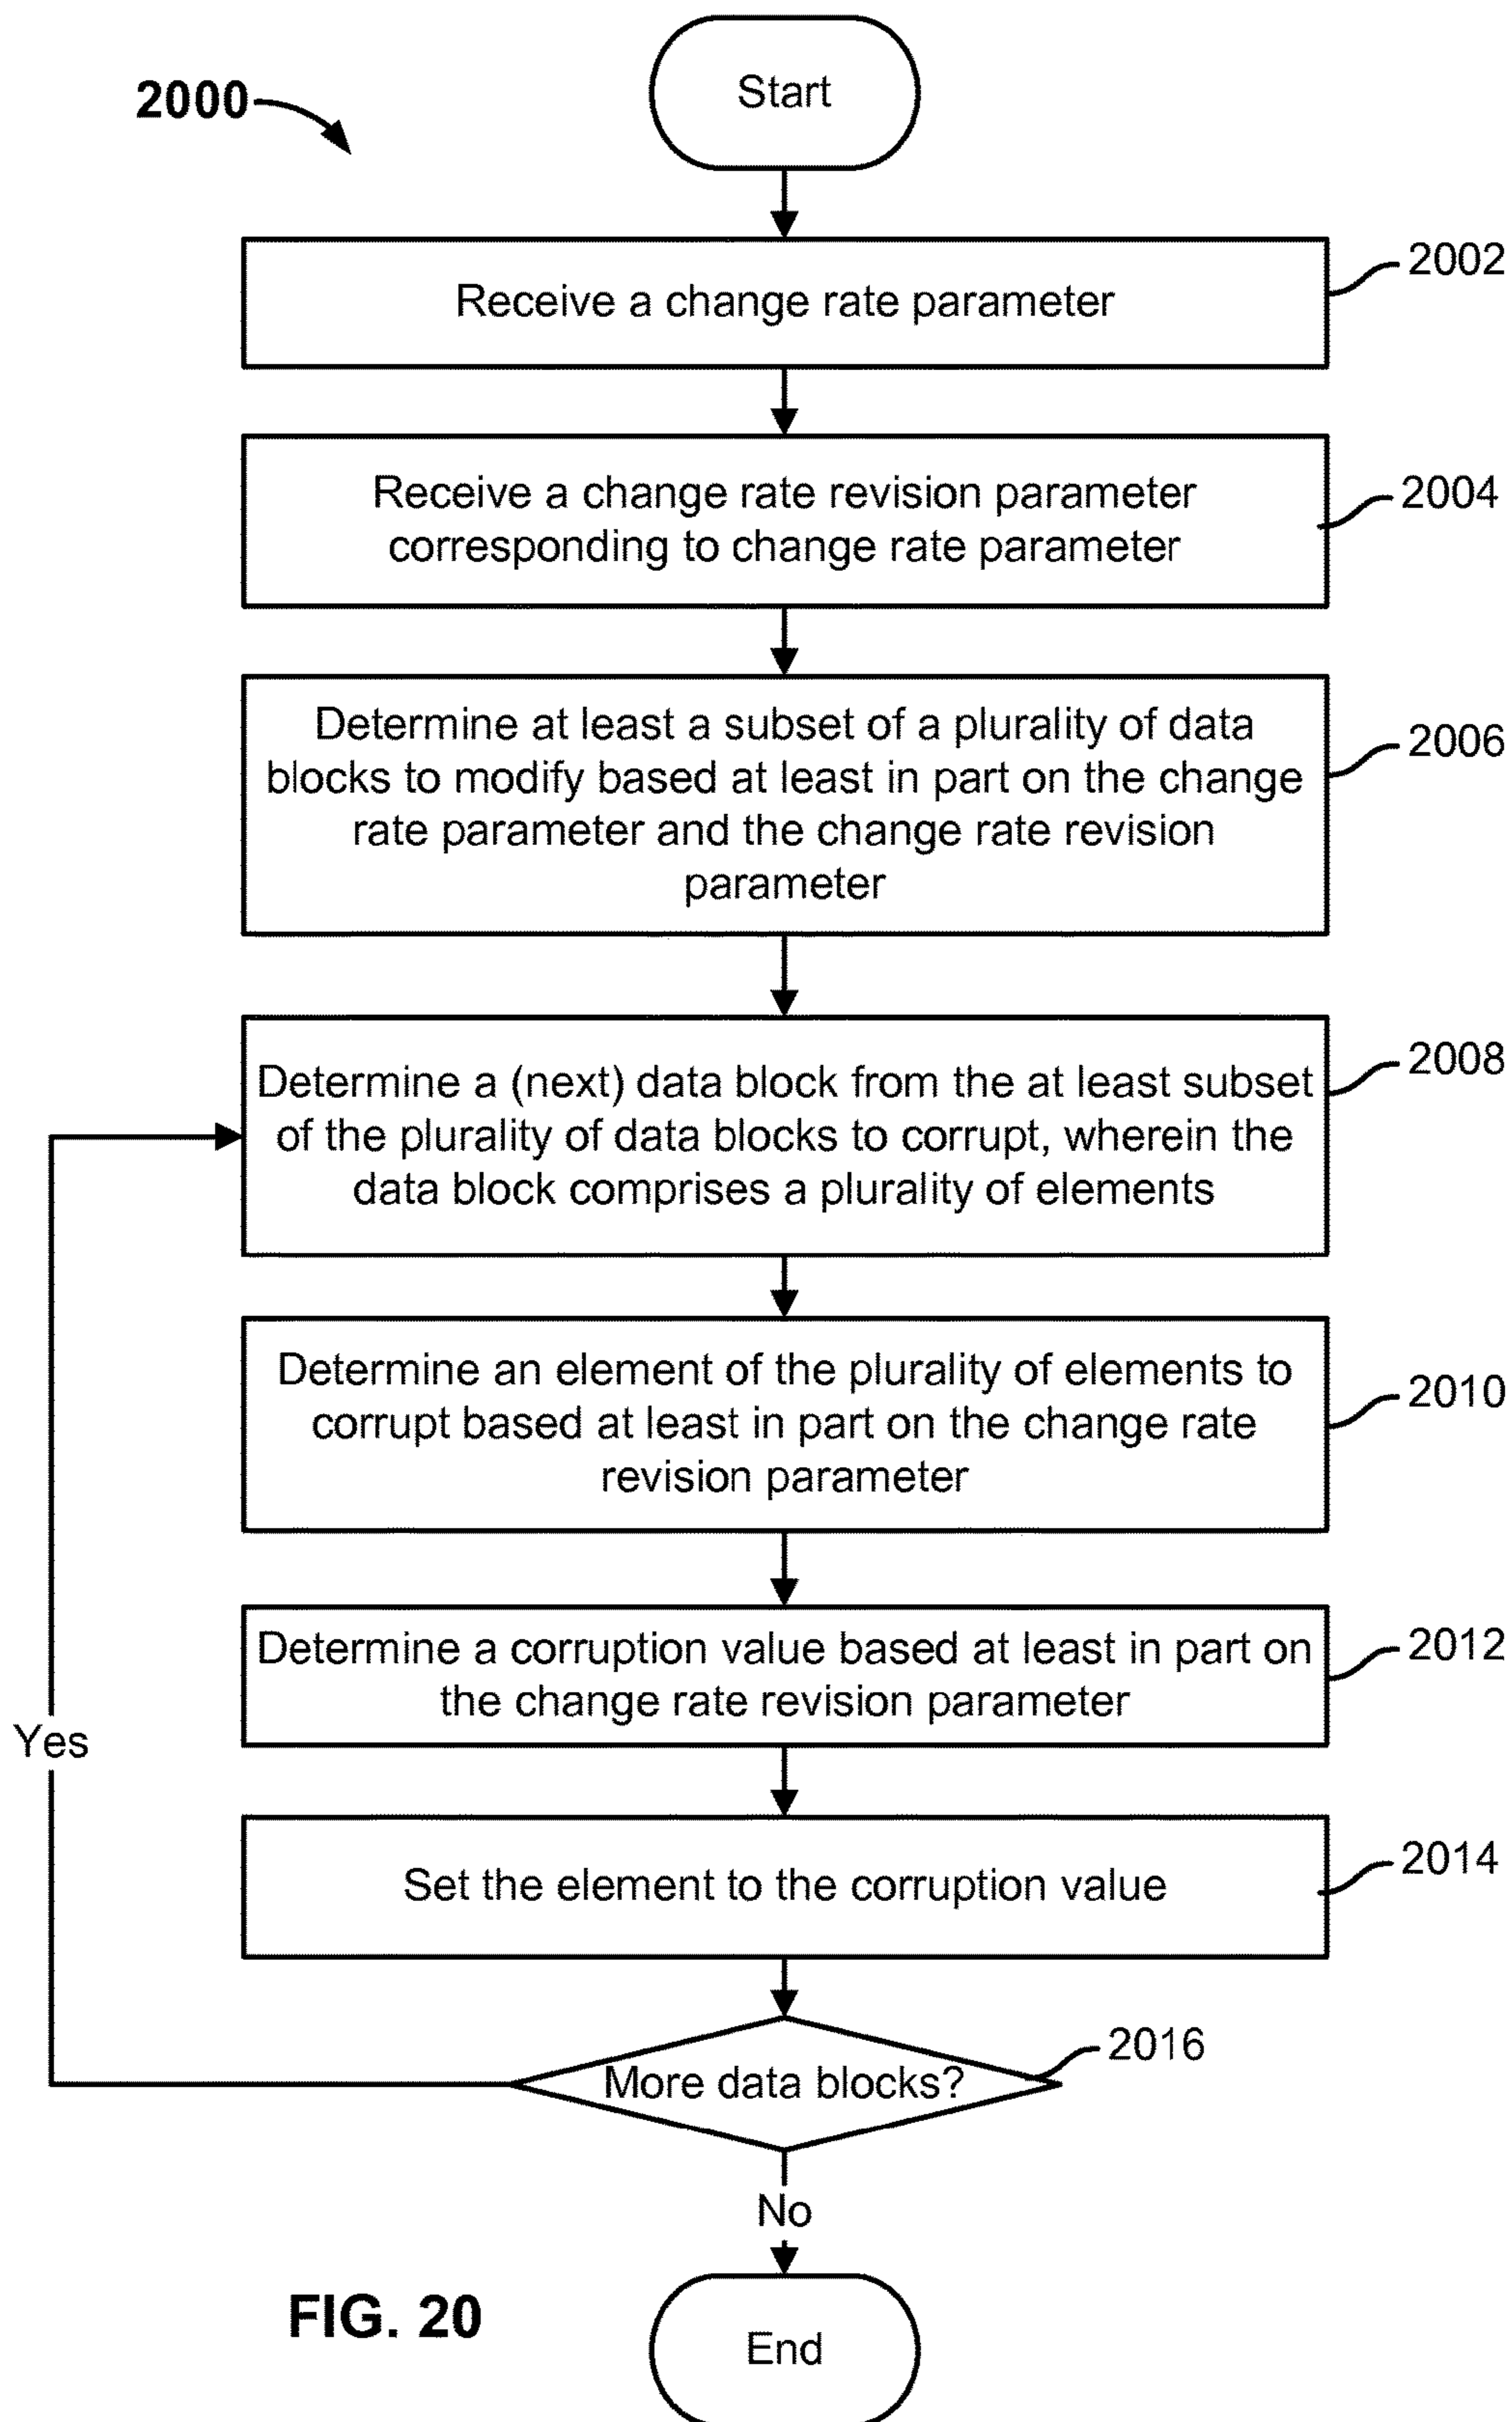 2000
Start
Receive a change rate parameter
2002
Receive a change rate revision parameter
corresponding to change rate parameter
2004
Determine at least a subset of a plurality of data
blocks to modify based at least in part on the change
rate parameter and the change rate revision
parameter
2006
Determine a (next) data block from the at least subset
of the plurality of data blocks to corrupt, wherein the
data block comprises a plurality of elements
2008
Determine an element of the plurality of elements to
corrupt based at least in part on the change rate
revision parameter
2010
Determine a corruption value based at least in part on
the change rate revision parameter
2012
Yes
Set the element to the corruption value
2014
More data blocks?
2016
No
FIG. 20
End